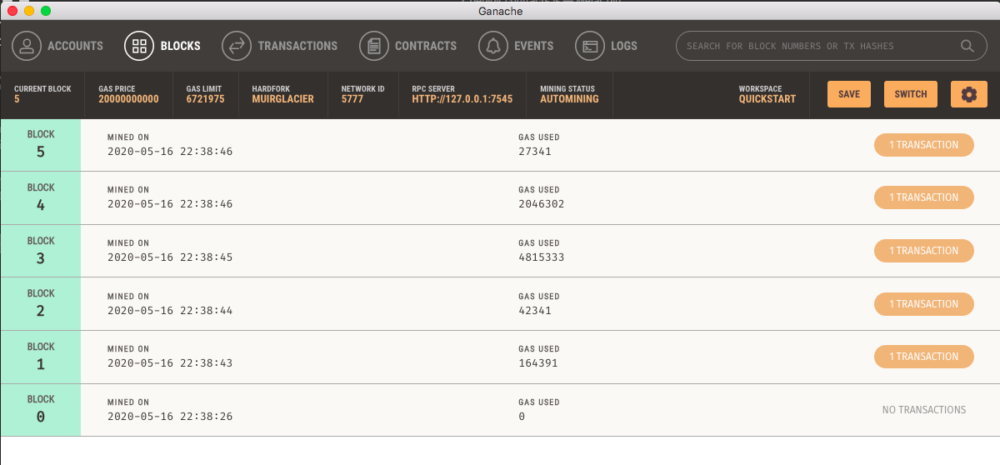 Ganache
ACCOUNTS BLOCKS TRANSACTIONS CONTRACTS EVENTS LOGS SEARCH FOR BLOCK NUMBERS OR TX HASHES
CURRENT BLOCK GAS PRICE GAS LIMIT HARDFORK NETWORK ID RPC SERVER MINING STATUS WORKSPACE
5 20000000000 6721975 MUIRGLACIER 5777 HTTP://127.0.0.1:7545 AUTOMINING QUICKSTART SAVE SWITCH
BLOCK MINED ON GAS USED
5 2020-05-16 22:38:46 27341 1 TRANSACTION
BLOCK MINED ON GAS USED
4 2020-05-16 22:38:46 2046302 1 TRANSACTION
BLOCK MINED ON GAS USED
3 2020-05-16 22:38:45 4815333 1 TRANSACTION
BLOCK MINED ON GAS USED
2 2020-05-16 22:38:44 42341 1 TRANSACTION
BLOCK MINED ON GAS USED
1 2020-05-16 22:38:43 164391 1 TRANSACTION
BLOCK MINED ON GAS USED
0 2020-05-16 22:38:26 0 NO TRANSACTIONS